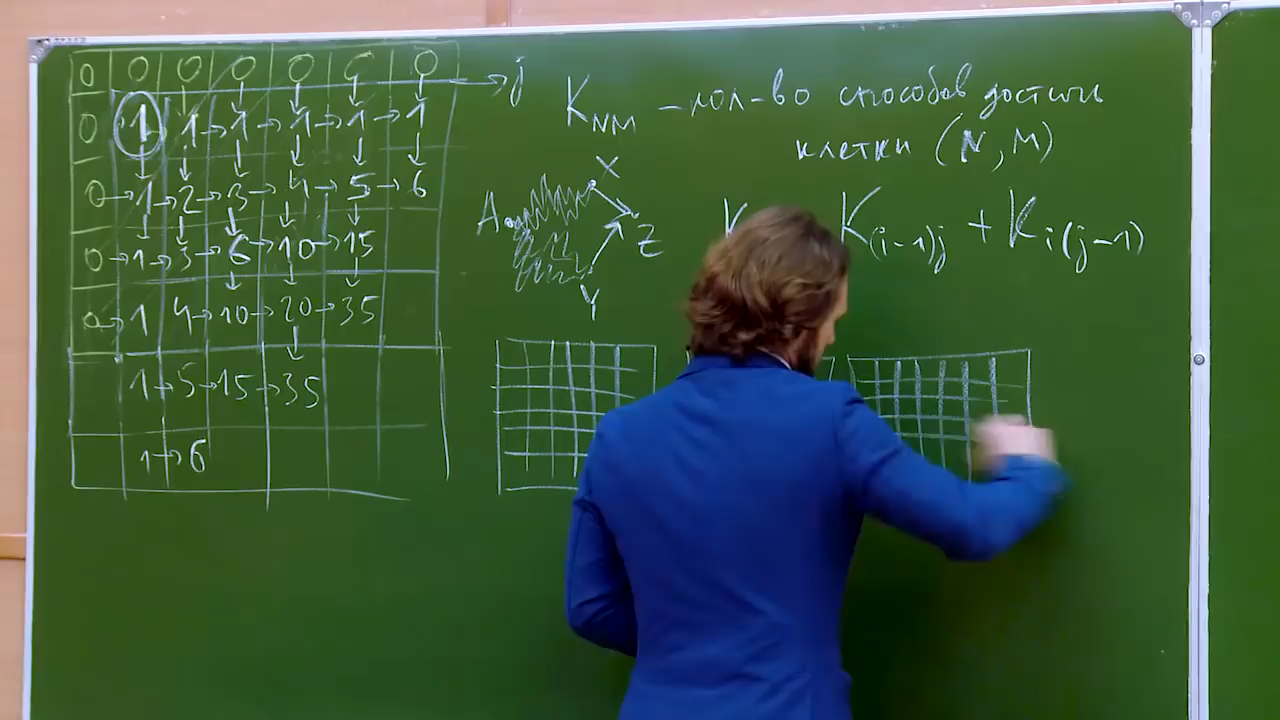 0 0 0 0 0 0 0 → j
0 1 1→1→1→1→1
0→1→2→3→4→5→6
0→1→3→6→10→15
0→1 4→10→20→35
1→5→15→35
1→6
K_NM – кол-во способов достичь
клетки (N, M)
X
A
Z
Y
K K_(i-1)j + K_i(j-1)